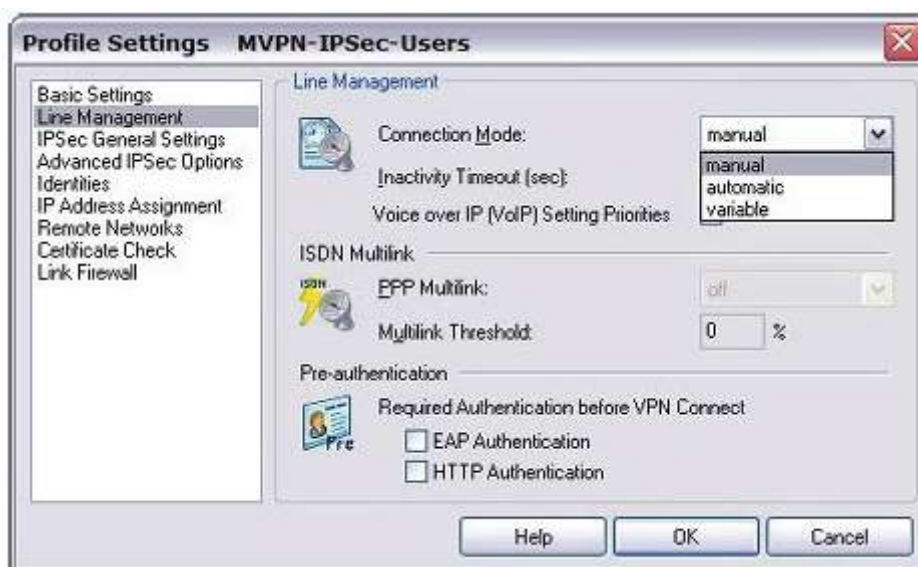 Profile Settings MVPN-IPSec-Users
Basic Settings
Line Management
IPSec General Settings
Advanced IPSec Options
Identities
IP Address Assignment
Remote Networks
Certificate Check
Link Firewall
Line Management
Connection Mode:
manual
manual
automatic
variable
Inactivity Timeout (sec):
Voice over IP (VoIP) Setting Priorities
ISDN Multilink
ISDN
PPP Multilink:
off
Multilink Threshold:
0 %
Pre-authentication
Pre
Required Authentication before VPN Connect
EAP Authentication
HTTP Authentication
Help
OK
Cancel